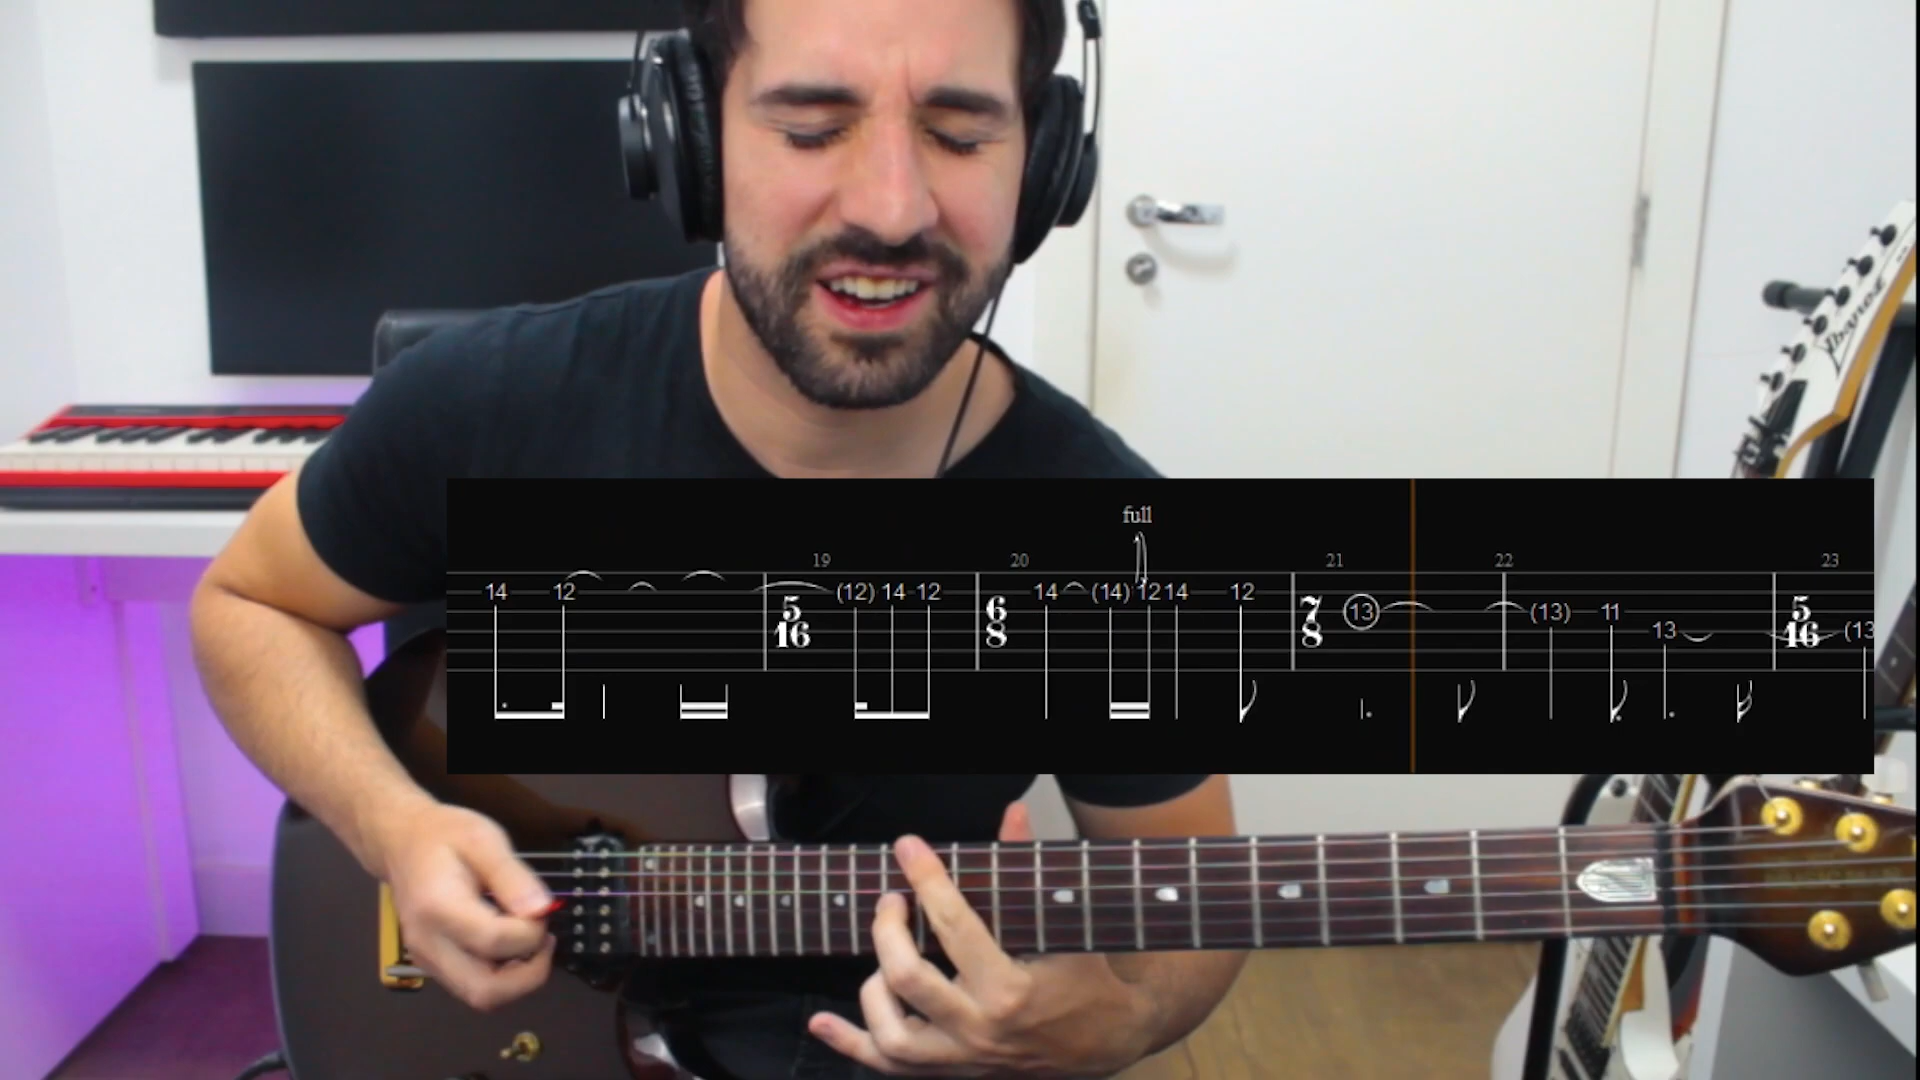 full
19 20 21 22 23
14 12 (12) 14 12 14 (14) 12 14 12 13 (13) 11 13 (13
5 6 7 5
16 8 8 16
Ibanez